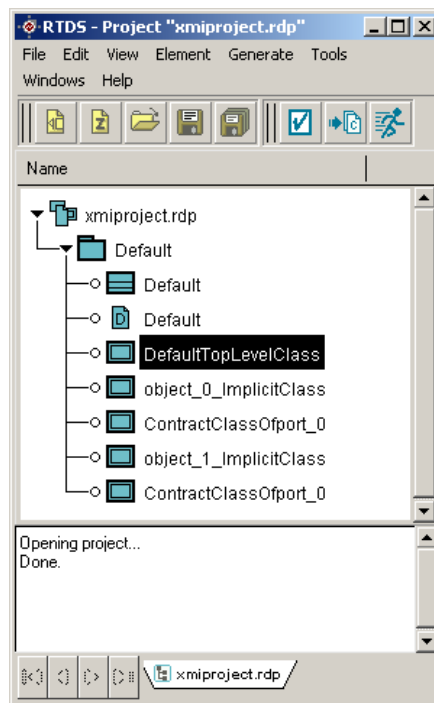 RTDS - Project "xmiproject.rdp"
File Edit View Element Generate Tools
Windows Help
Name
xmiproject.rdp
Default
Default
D Default
DefaultTopLevelClass
object_0_ImplicitClass
ContractClassOfport_0
object_1_ImplicitClass
ContractClassOfport_0
Opening project...
Done.
xmiproject.rdp